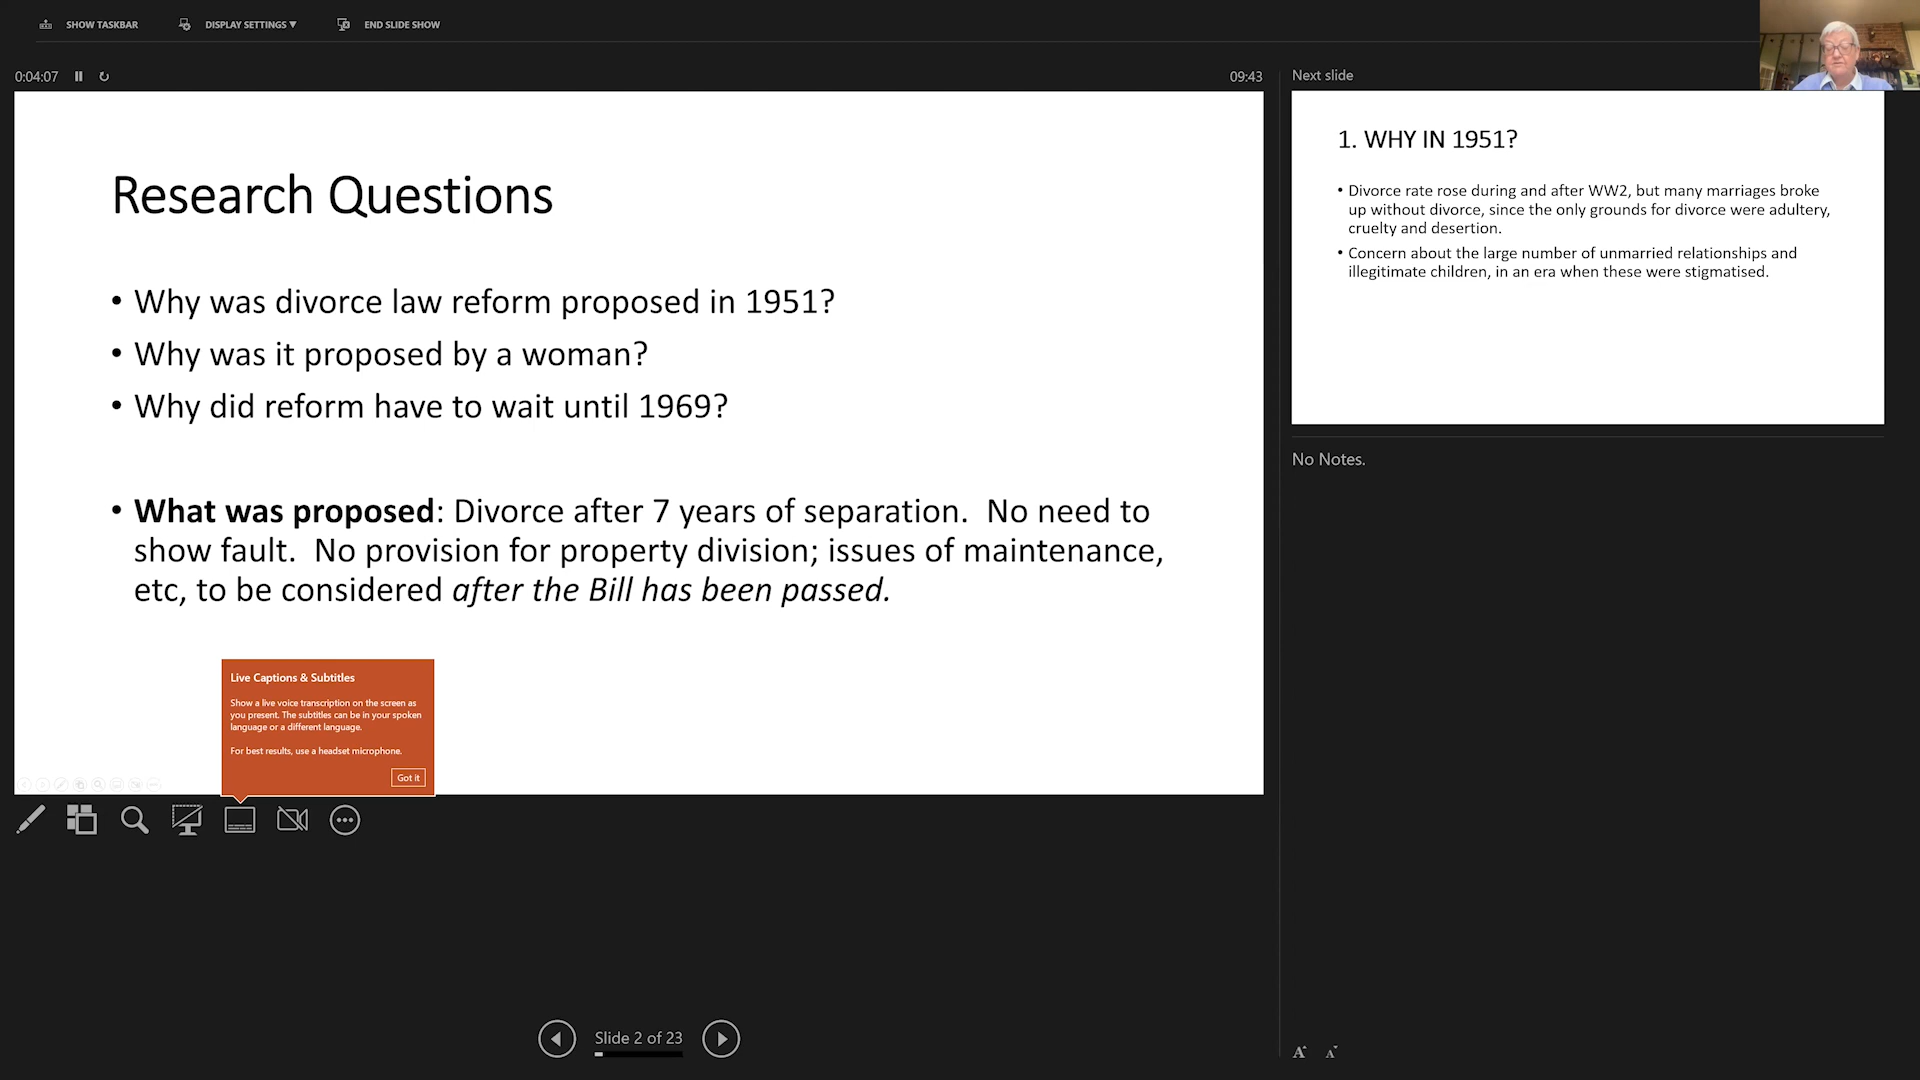 SHOW TASKBAR
DISPLAY SETTINGS ▼
END SLIDE SHOW
0:04:07
09:43
Research Questions
• Why was divorce law reform proposed in 1951?
• Why was it proposed by a woman?
• Why did reform have to wait until 1969?
• What was proposed: Divorce after 7 years of separation.  No need to
show fault.  No provision for property division; issues of maintenance,
etc, to be considered after the Bill has been passed.
Live Captions & Subtitles
Show a live voice transcription on the screen as
you present. The subtitles can be in your spoken
language or a different language.
For best results, use a headset microphone.
Got it
Slide 2 of 23
Next slide
1. WHY IN 1951?
• Divorce rate rose during and after WW2, but many marriages broke
up without divorce, since the only grounds for divorce were adultery,
cruelty and desertion.
• Concern about the large number of unmarried relationships and
illegitimate children, in an era when these were stigmatised.
No Notes.
A A